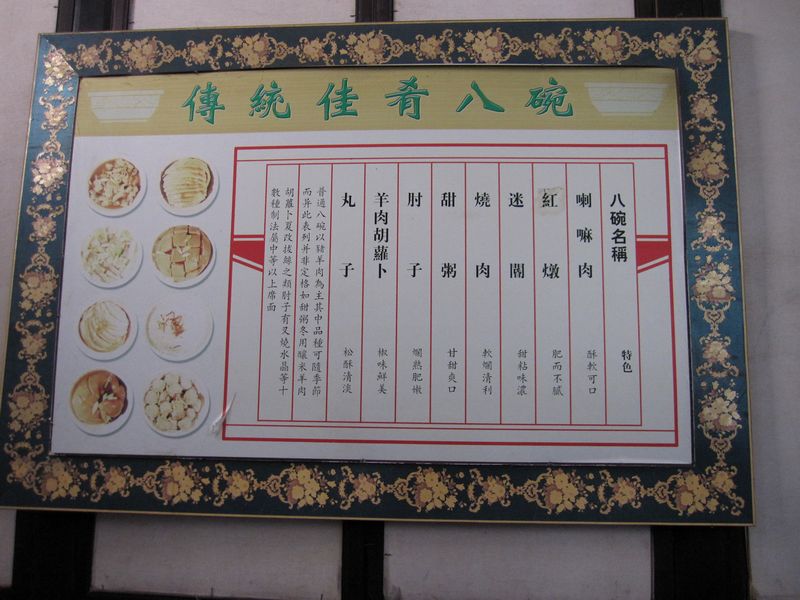 傳統佳肴八碗
八碗名稱 特色
喇嘛肉 酥軟可口
紅燉 肥而不膩
迷閣 甜粘味濃
燒肉 軟爛清利
甜粥 甘甜爽口
肘子 爛熟肥嫩
羊肉胡蘿卜 椒味鮮美
丸子 松酥清淡
普通八碗以豬羊肉為主其中品種可隨季節
而異此表列并非定格如甜粥冬用釀米羊肉
胡蘿卜夏改拔絲之類肘子有叉燒水晶等十
數種制法屬中等以上席面